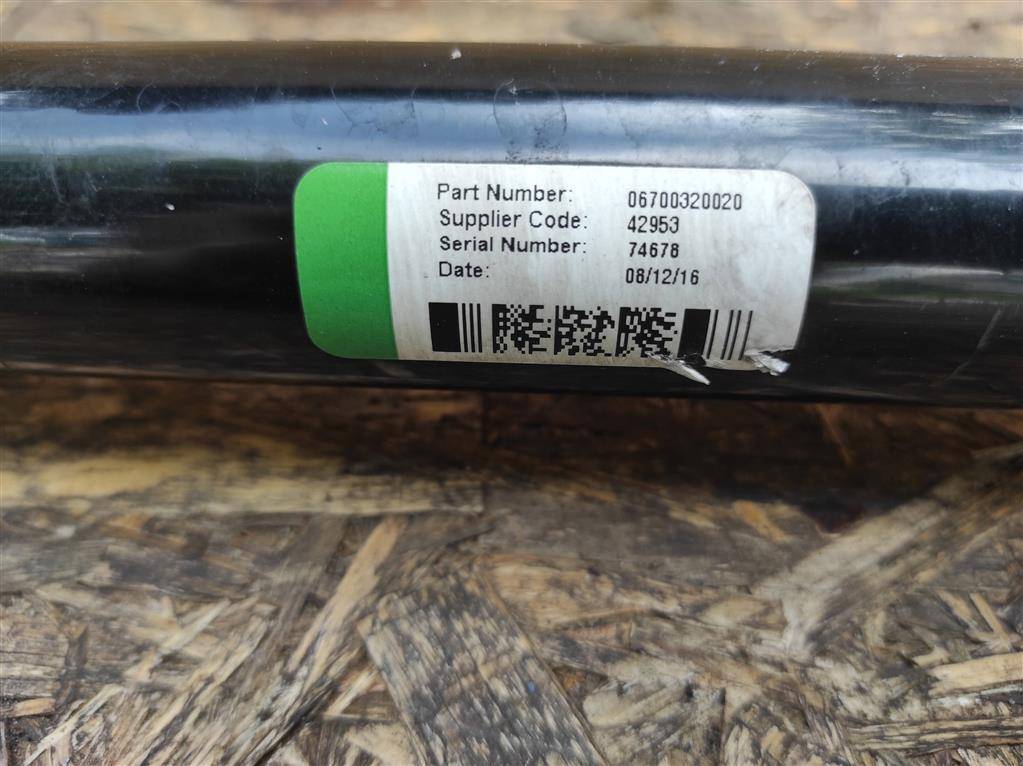 Part Number: 06700320020
Supplier Code: 42953
Serial Number: 74678
Date: 08/12/16